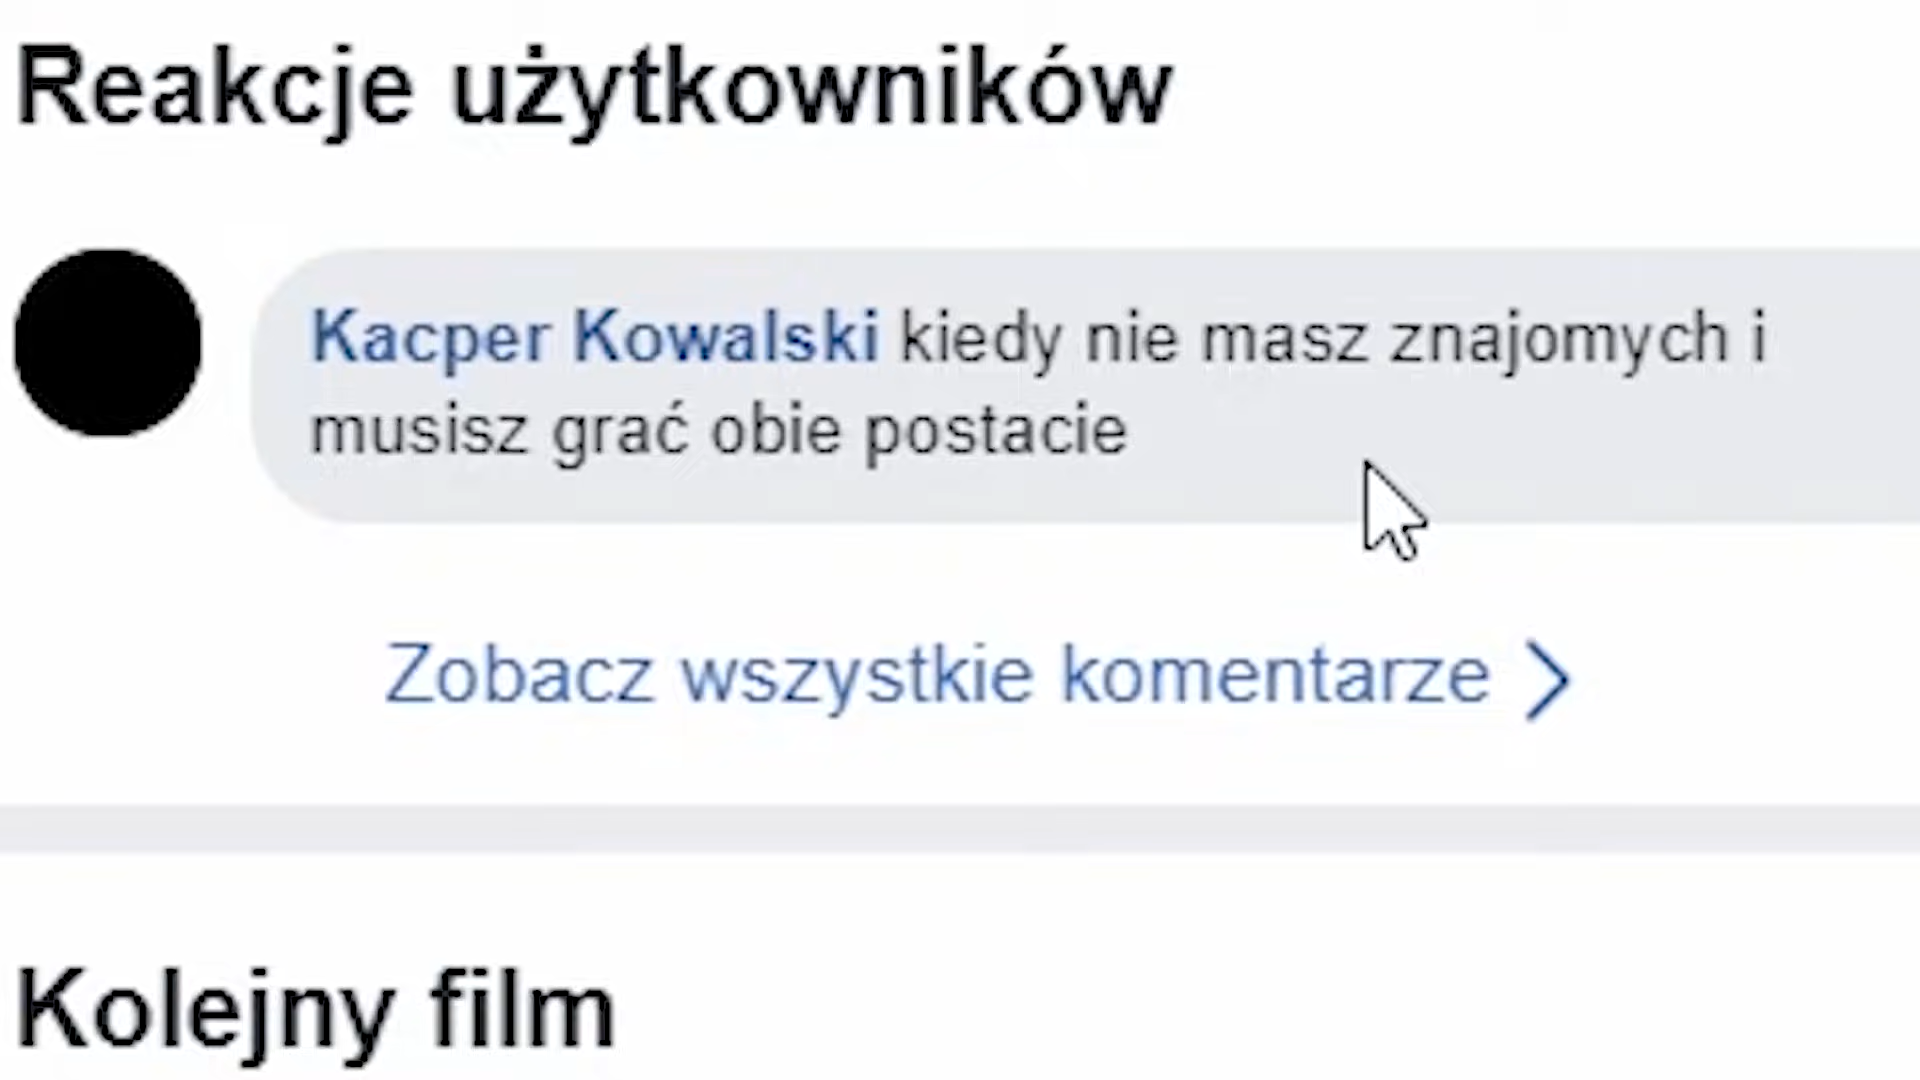 Reakcje użytkowników
Kacper Kowalski kiedy nie masz znajomych i
musisz grać obie postacie
Zobacz wszystkie komentarze
Kolejny film